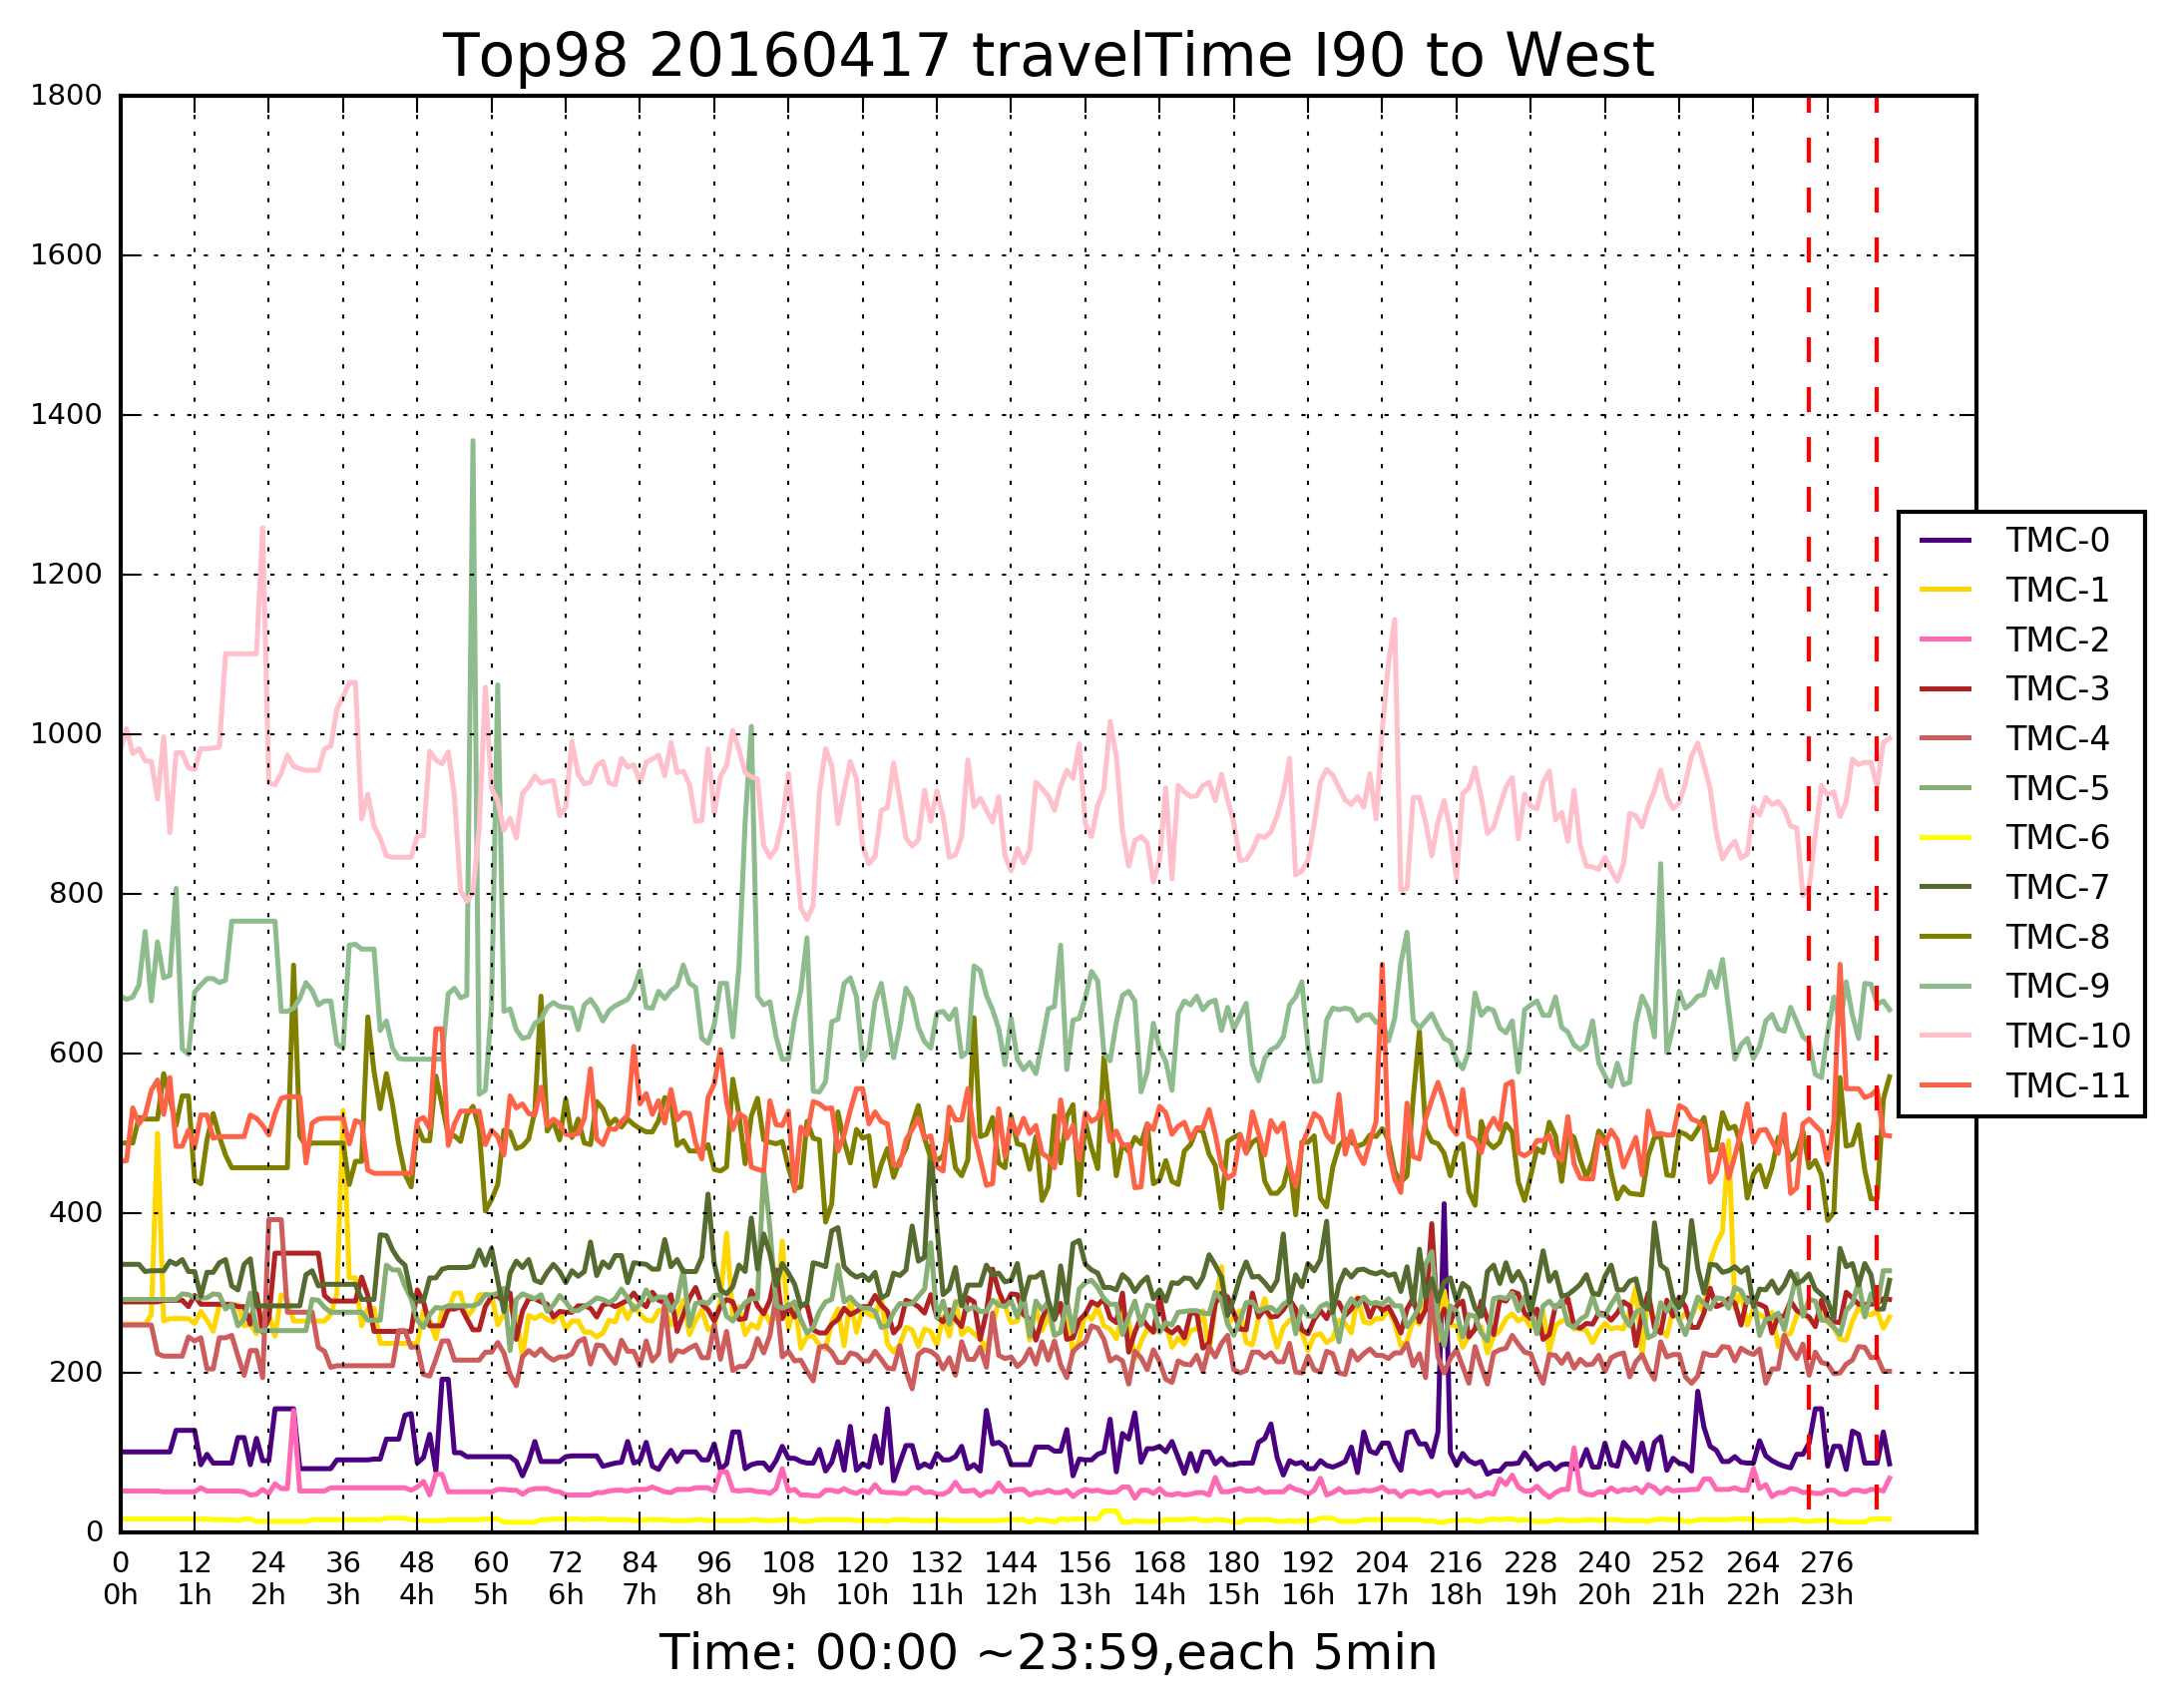 Top98 20160417 travelTime I90 to West
1800
1600
1400
1200
1000
800
600
400
200
0
TMC-0
TMC-1
TMC-2
TMC-3
TMC-4
TMC-5
TMC-6
TMC-7
TMC-8
TMC-9
TMC-10
TMC-11
0 12 24 36 48 60 72 84 96 108 120 132 144 156 168 180 192 204 216 228 240 252 264 276
0h 1h 2h 3h 4h 5h 6h 7h 8h 9h 10h 11h 12h 13h 14h 15h 16h 17h 18h 19h 20h 21h 22h 23h
Time: 00:00 ~23:59,each 5min